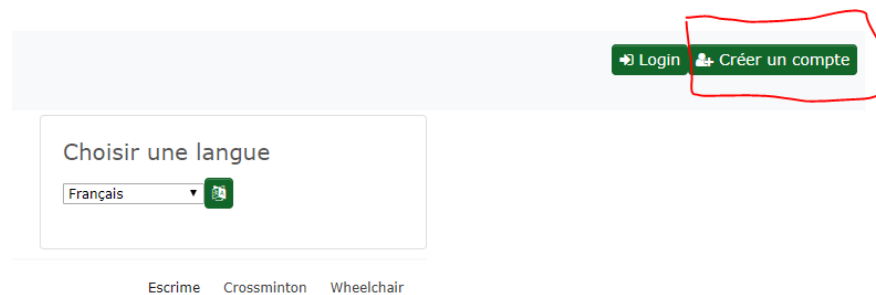 Login Créer un compte
Choisir une langue
Français
Escrime Crossminton Wheelchair